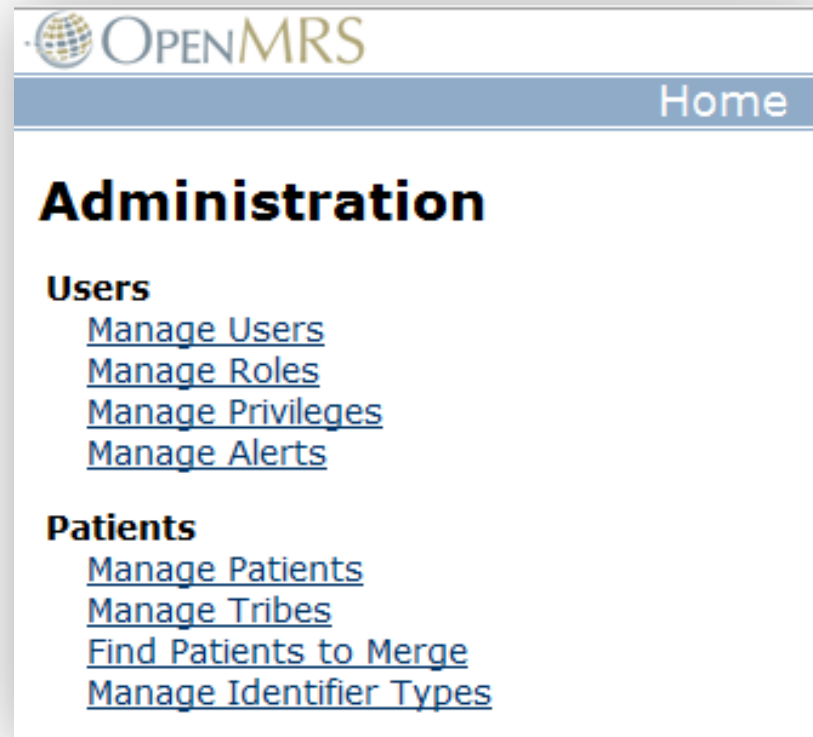 OPENMRS
Home
Administration
Users
Manage Users
Manage Roles
Manage Privileges
Manage Alerts
Patients
Manage Patients
Manage Tribes
Find Patients to Merge
Manage Identifier Types